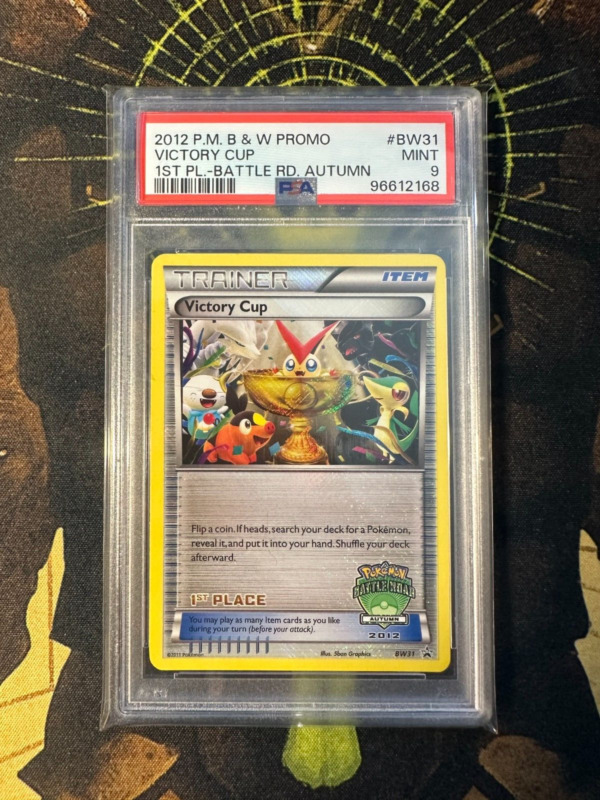 2012 P.M. B & W PROMO #BW31
VICTORY CUP MINT
1ST PL.-BATTLE RD. AUTUMN 9
PSA 96612168
TRAINER ITEM
Victory Cup
Flip a coin. If heads, search your deck for a Pokémon,
reveal it, and put it into your hand. Shuffle your deck
afterward.
1ST PLACE
POKéMON
BATTLE ROAD
AUTUMN
2012
You may play as many Item cards as you like
during your turn (before your attack).
©2011 Pokémon Illus. 5ban Graphics BW31